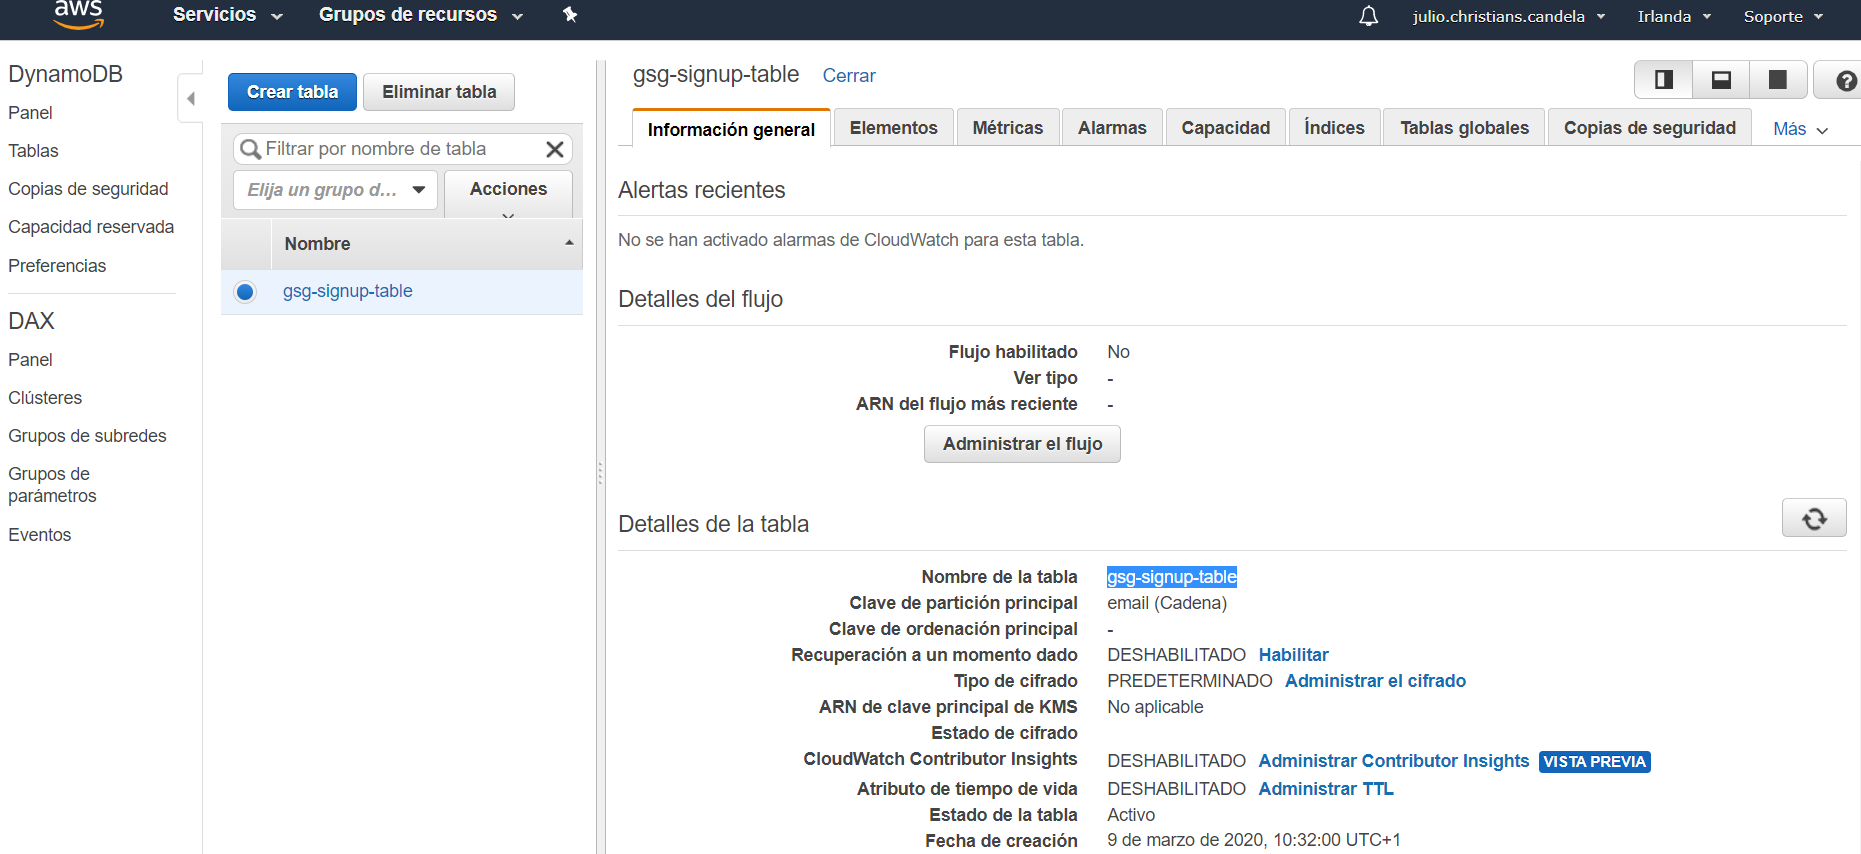 aws
Servicios
Grupos de recursos
julio.christians.candela
Irlanda
Soporte
DynamoDB
Panel
Tablas
Copias de seguridad
Capacidad reservada
Preferencias
DAX
Panel
Clústeres
Grupos de subredes
Grupos de
parámetros
Eventos
Crear tabla
Eliminar tabla
Filtrar por nombre de tabla
Elija un grupo d...
Acciones
Nombre
gsg-signup-table
gsg-signup-table Cerrar
Información general
Elementos
Métricas
Alarmas
Capacidad
Índices
Tablas globales
Copias de seguridad
Más
Alertas recientes
No se han activado alarmas de CloudWatch para esta tabla.
Detalles del flujo
Flujo habilitado No
Ver tipo -
ARN del flujo más reciente -
Administrar el flujo
Detalles de la tabla
Nombre de la tabla gsg-signup-table
Clave de partición principal email (Cadena)
Clave de ordenación principal -
Recuperación a un momento dado DESHABILITADO Habilitar
Tipo de cifrado PREDETERMINADO Administrar el cifrado
ARN de clave principal de KMS No aplicable
Estado de cifrado
CloudWatch Contributor Insights DESHABILITADO Administrar Contributor Insights VISTA PREVIA
Atributo de tiempo de vida DESHABILITADO Administrar TTL
Estado de la tabla Activo
Fecha de creación 9 de marzo de 2020, 10:32:00 UTC+1